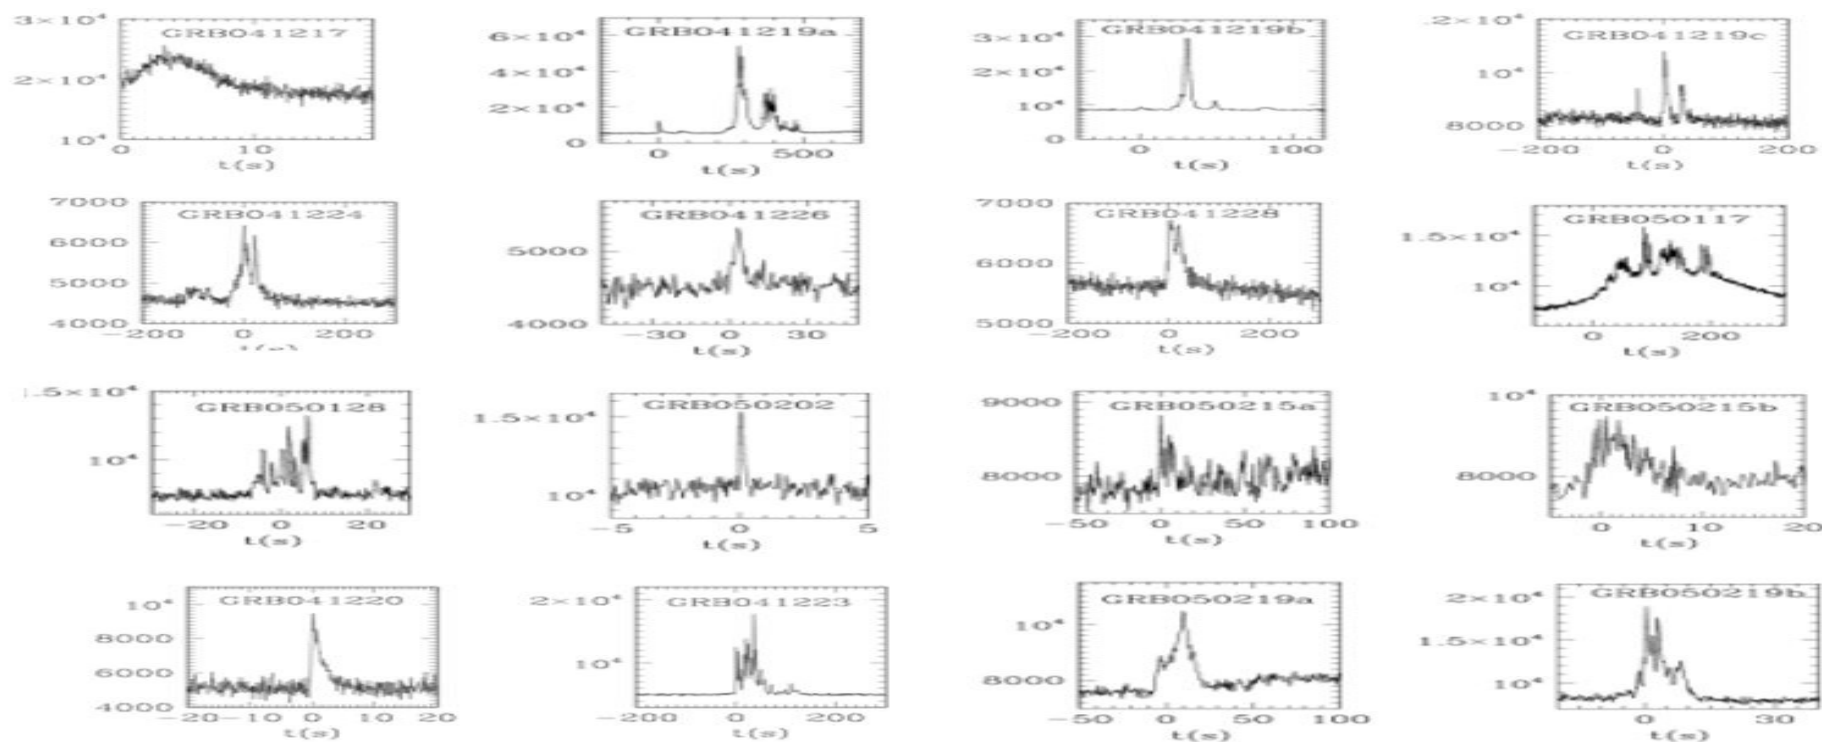 3×10⁴
GRB041217
2×10⁴
10⁴
0 10
t(s)
6×10⁴
GRB041219a
4×10⁴
2×10⁴
0
0 500
t(s)
3×10⁴
GRB041219b
2×10⁴
10⁴
0
0 100
t(s)
.2×10⁴
GRB041219c
10⁴
8000
−200 0 200
t(s)
7000
GRB041224
6000
5000
4000
−200 0 200
t(s)
GRB041226
5000
4000
−30 0 30
t(s)
7000
GRB041228
6000
5000
−200 0 200
t(s)
GRB050117
1.5×10⁴
10⁴
0 200
t(s)
.5×10⁴
GRB050128
10⁴
−20 0 20
t(s)
GRB050202
1.5×10⁴
10⁴
−5 0 5
t(s)
9000
GRB050215a
8000
−50 0 50 100
t(s)
10⁴
GRB050215b
8000
0 10 20
t(s)
10⁴
GRB041220
8000
6000
4000
−20 −10 0 10 20
t(s)
2×10⁴
GRB041223
10⁴
−200 0 200
t(s)
GRB050219a
10⁴
8000
−50 0 50 100
t(s)
2×10⁴
GRB050219b
1.5×10⁴
10⁴
0 30
t(s)